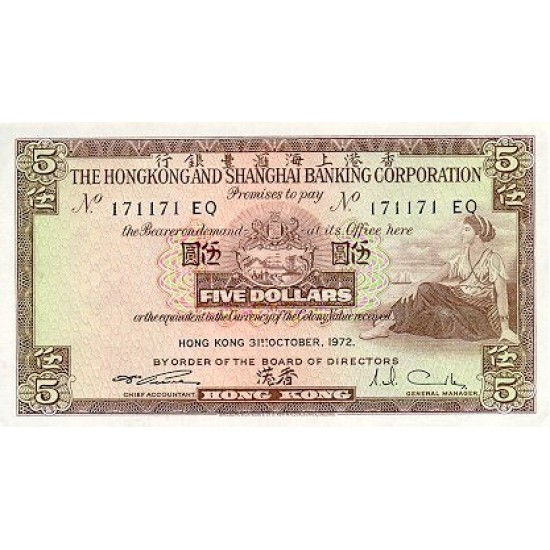 5 行銀豐滙海上港香 5
伍 THE HONGKONG AND SHANGHAI BANKING CORPORATION 伍
Promises to pay
No 171171 EQ No 171171 EQ
the Bearer on demand at its Office here
圓伍 圓伍
FIVE DOLLARS
or the equivalent in the Currency of the Colony, Value received
HONG KONG 31ST OCTOBER, 1972.
BY ORDER OF THE BOARD OF DIRECTORS
伍 港香 伍
5 CHIEF ACCOUNTANT. HONG KONG GENERAL MANAGER. 5